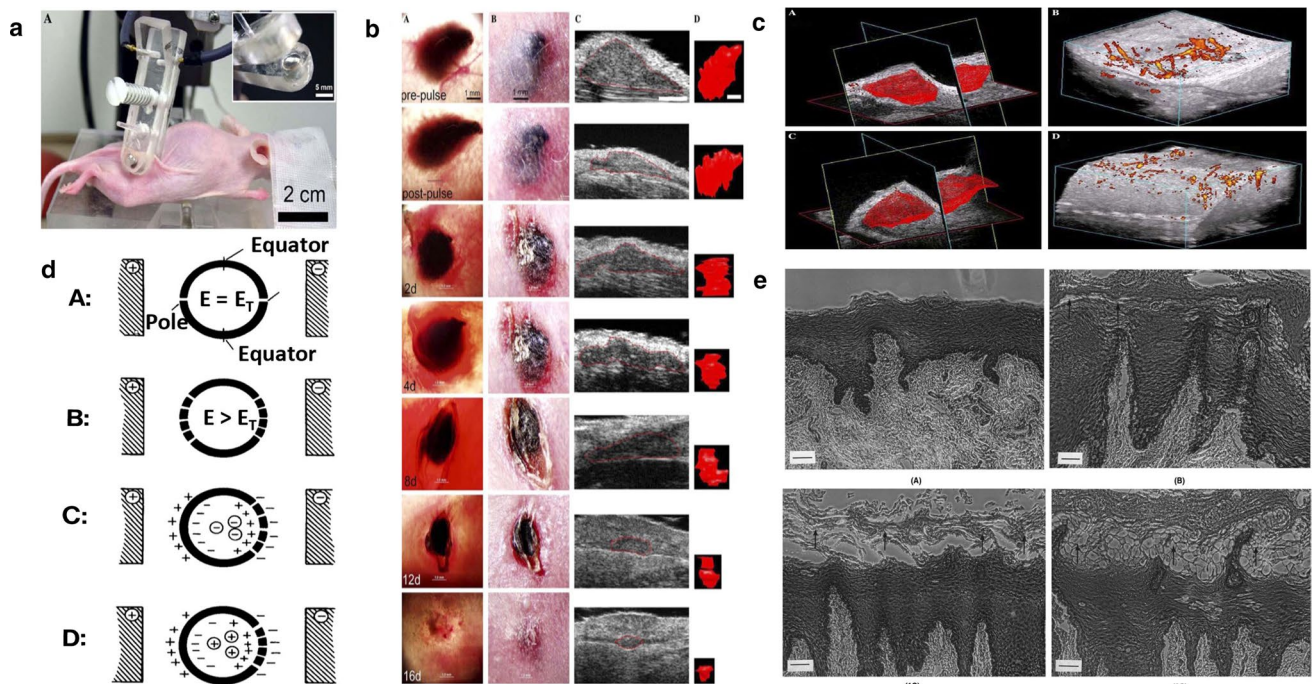 a
A
5 mm
2 cm
b
A B C D
1 mm
1 mm
pre-pulse
post-pulse
2d
4d
8d
12d
16d
c
A
B
C
D
d
Equator
A:
E = E_T
+
−
Pole
Equator
B:
E > E_T
+
−
C:
+
−
D:
+
−
e
(A)
(B)